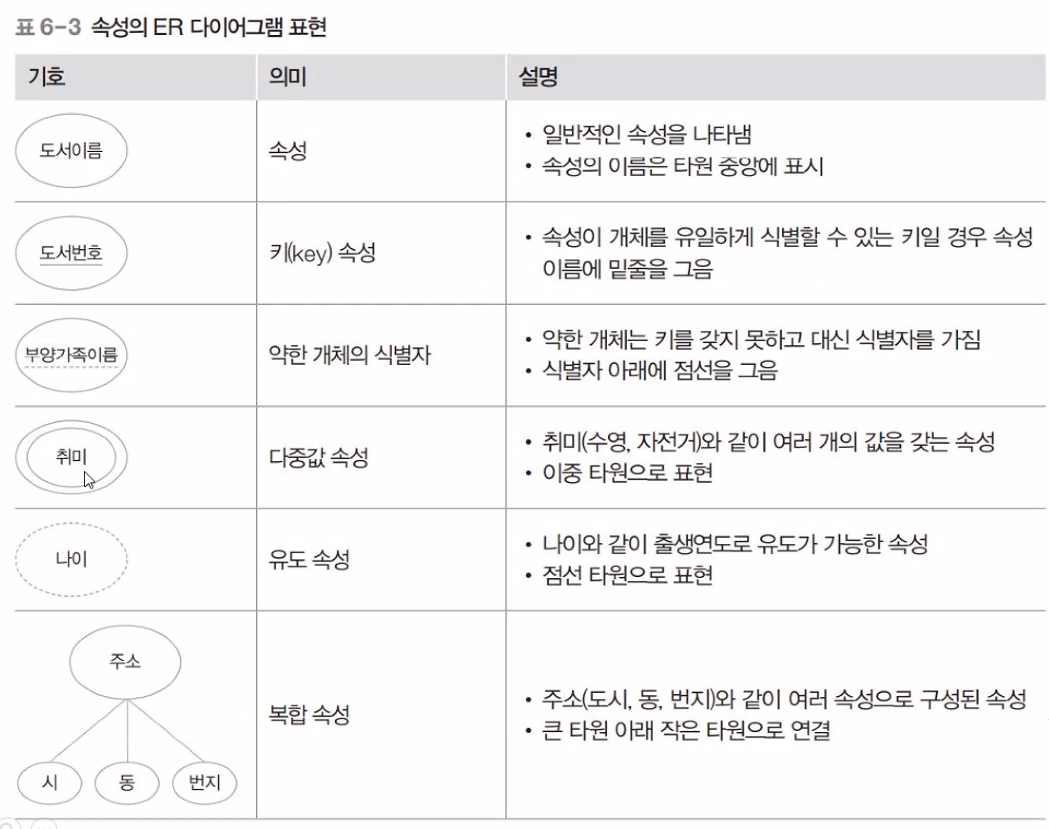 표 6-3 속성의 ER 다이어그램 표현
기호 의미 설명
도서이름
속성
• 일반적인 속성을 나타냄
• 속성의 이름은 타원 중앙에 표시
도서번호
키(key) 속성
• 속성이 개체를 유일하게 식별할 수 있는 키일 경우 속성
이름에 밑줄을 그음
부양가족이름
약한 개체의 식별자
• 약한 개체는 키를 갖지 못하고 대신 식별자를 가짐
• 식별자 아래에 점선을 그음
취미
다중값 속성
• 취미(수영, 자전거)와 같이 여러 개의 값을 갖는 속성
• 이중 타원으로 표현
나이
유도 속성
• 나이와 같이 출생연도로 유도가 가능한 속성
• 점선 타원으로 표현
주소
시 동 번지
복합 속성
• 주소(도시, 동, 번지)와 같이 여러 속성으로 구성된 속성
• 큰 타원 아래 작은 타원으로 연결